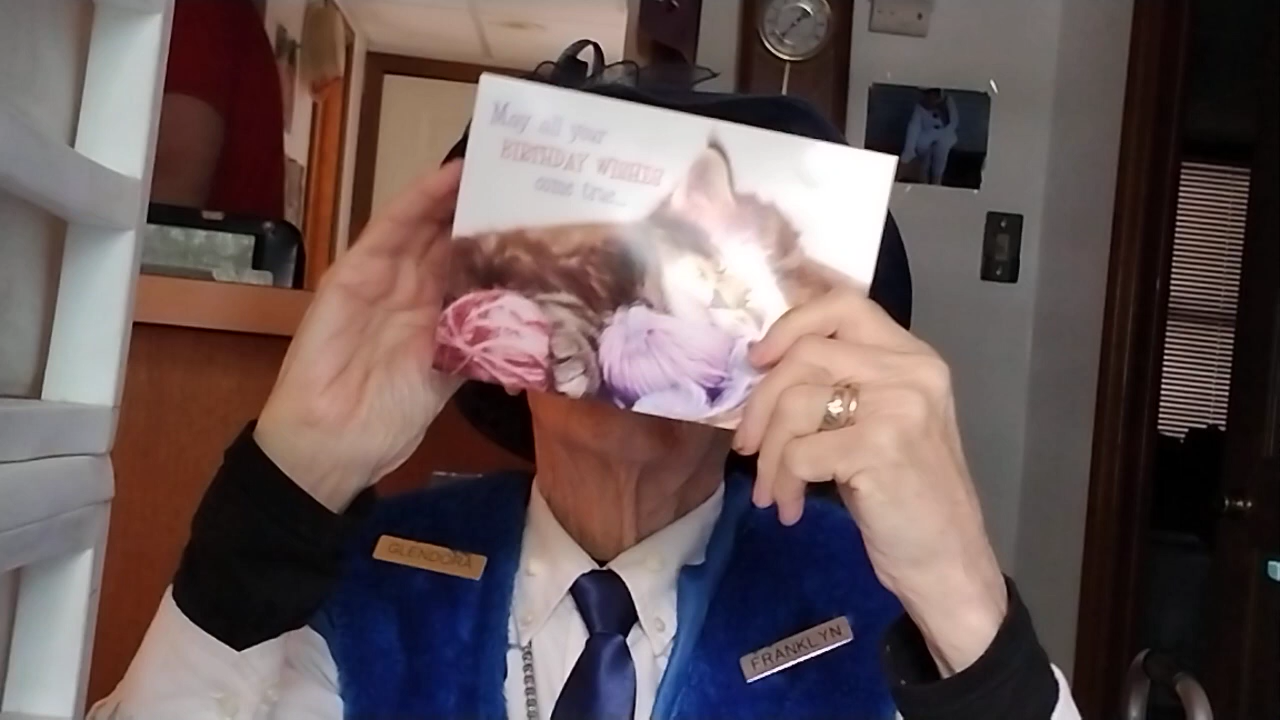 May all your
BIRTHDAY WISHES
come true...
GLENDORA
FRANKLYN